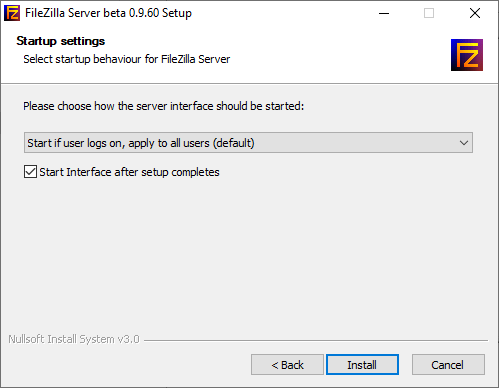 FileZilla Server beta 0.9.60 Setup
Startup settings
Select startup behaviour for FileZilla Server
FZ
Please choose how the server interface should be started:
Start if user logs on, apply to all users (default)
Start Interface after setup completes
Nullsoft Install System v3.0
< Back
Install
Cancel